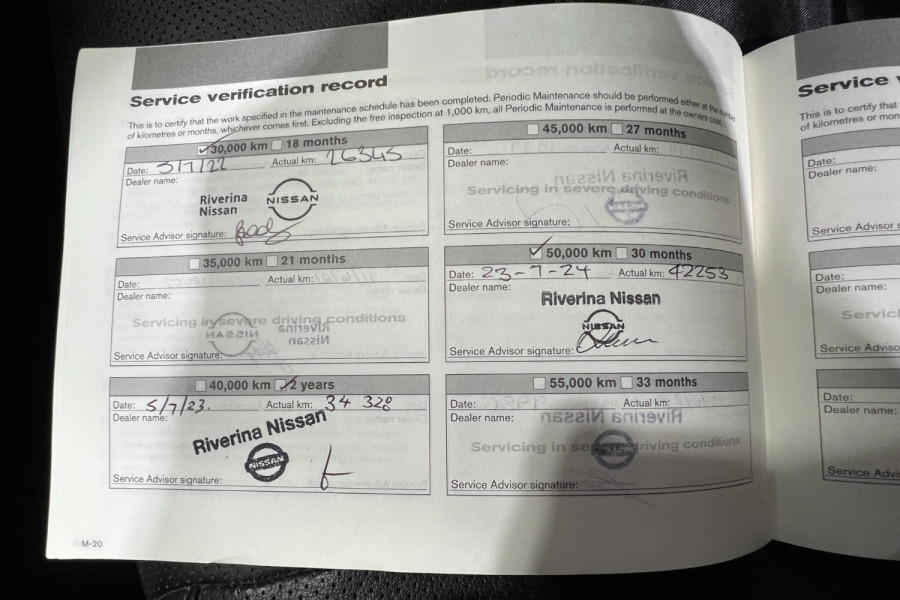 Service verification record
This is to certify that the work specified in the maintenance schedule has been completed. Periodic Maintenance should be performed either at the number
of kilometres or months, whichever comes first. Excluding the free inspection at 1,000 km, all Periodic Maintenance is performed at the owners cost.
30,000 km 18 months
Date: 5/7/22 Actual km: 26345
Dealer name:
Riverina
Nissan
NISSAN
Service Advisor signature:
35,000 km 21 months
Date: Actual km:
Dealer name:
Servicing in severe driving conditions
Service Advisor signature:
40,000 km 2 years
Date: 5/7/23. Actual km: 34 328
Dealer name:
Riverina Nissan
NISSAN
Service Advisor signature:
45,000 km 27 months
Date: Actual km:
Dealer name:
Servicing in severe driving conditions
Service Advisor signature:
50,000 km 30 months
Date: 23-7-24 Actual km: 42253
Dealer name:
Riverina Nissan
NISSAN
Service Advisor signature:
55,000 km 33 months
Date: Actual km:
Dealer name:
Servicing in severe driving conditions
Service Advisor signature:
M-20
Service
This is to certify that
of kilometres or mon
Date:
Dealer name:
Service Advisor s
Date:
Dealer name:
Servic
Service Adviso
Date:
Dealer name:
Service Advi